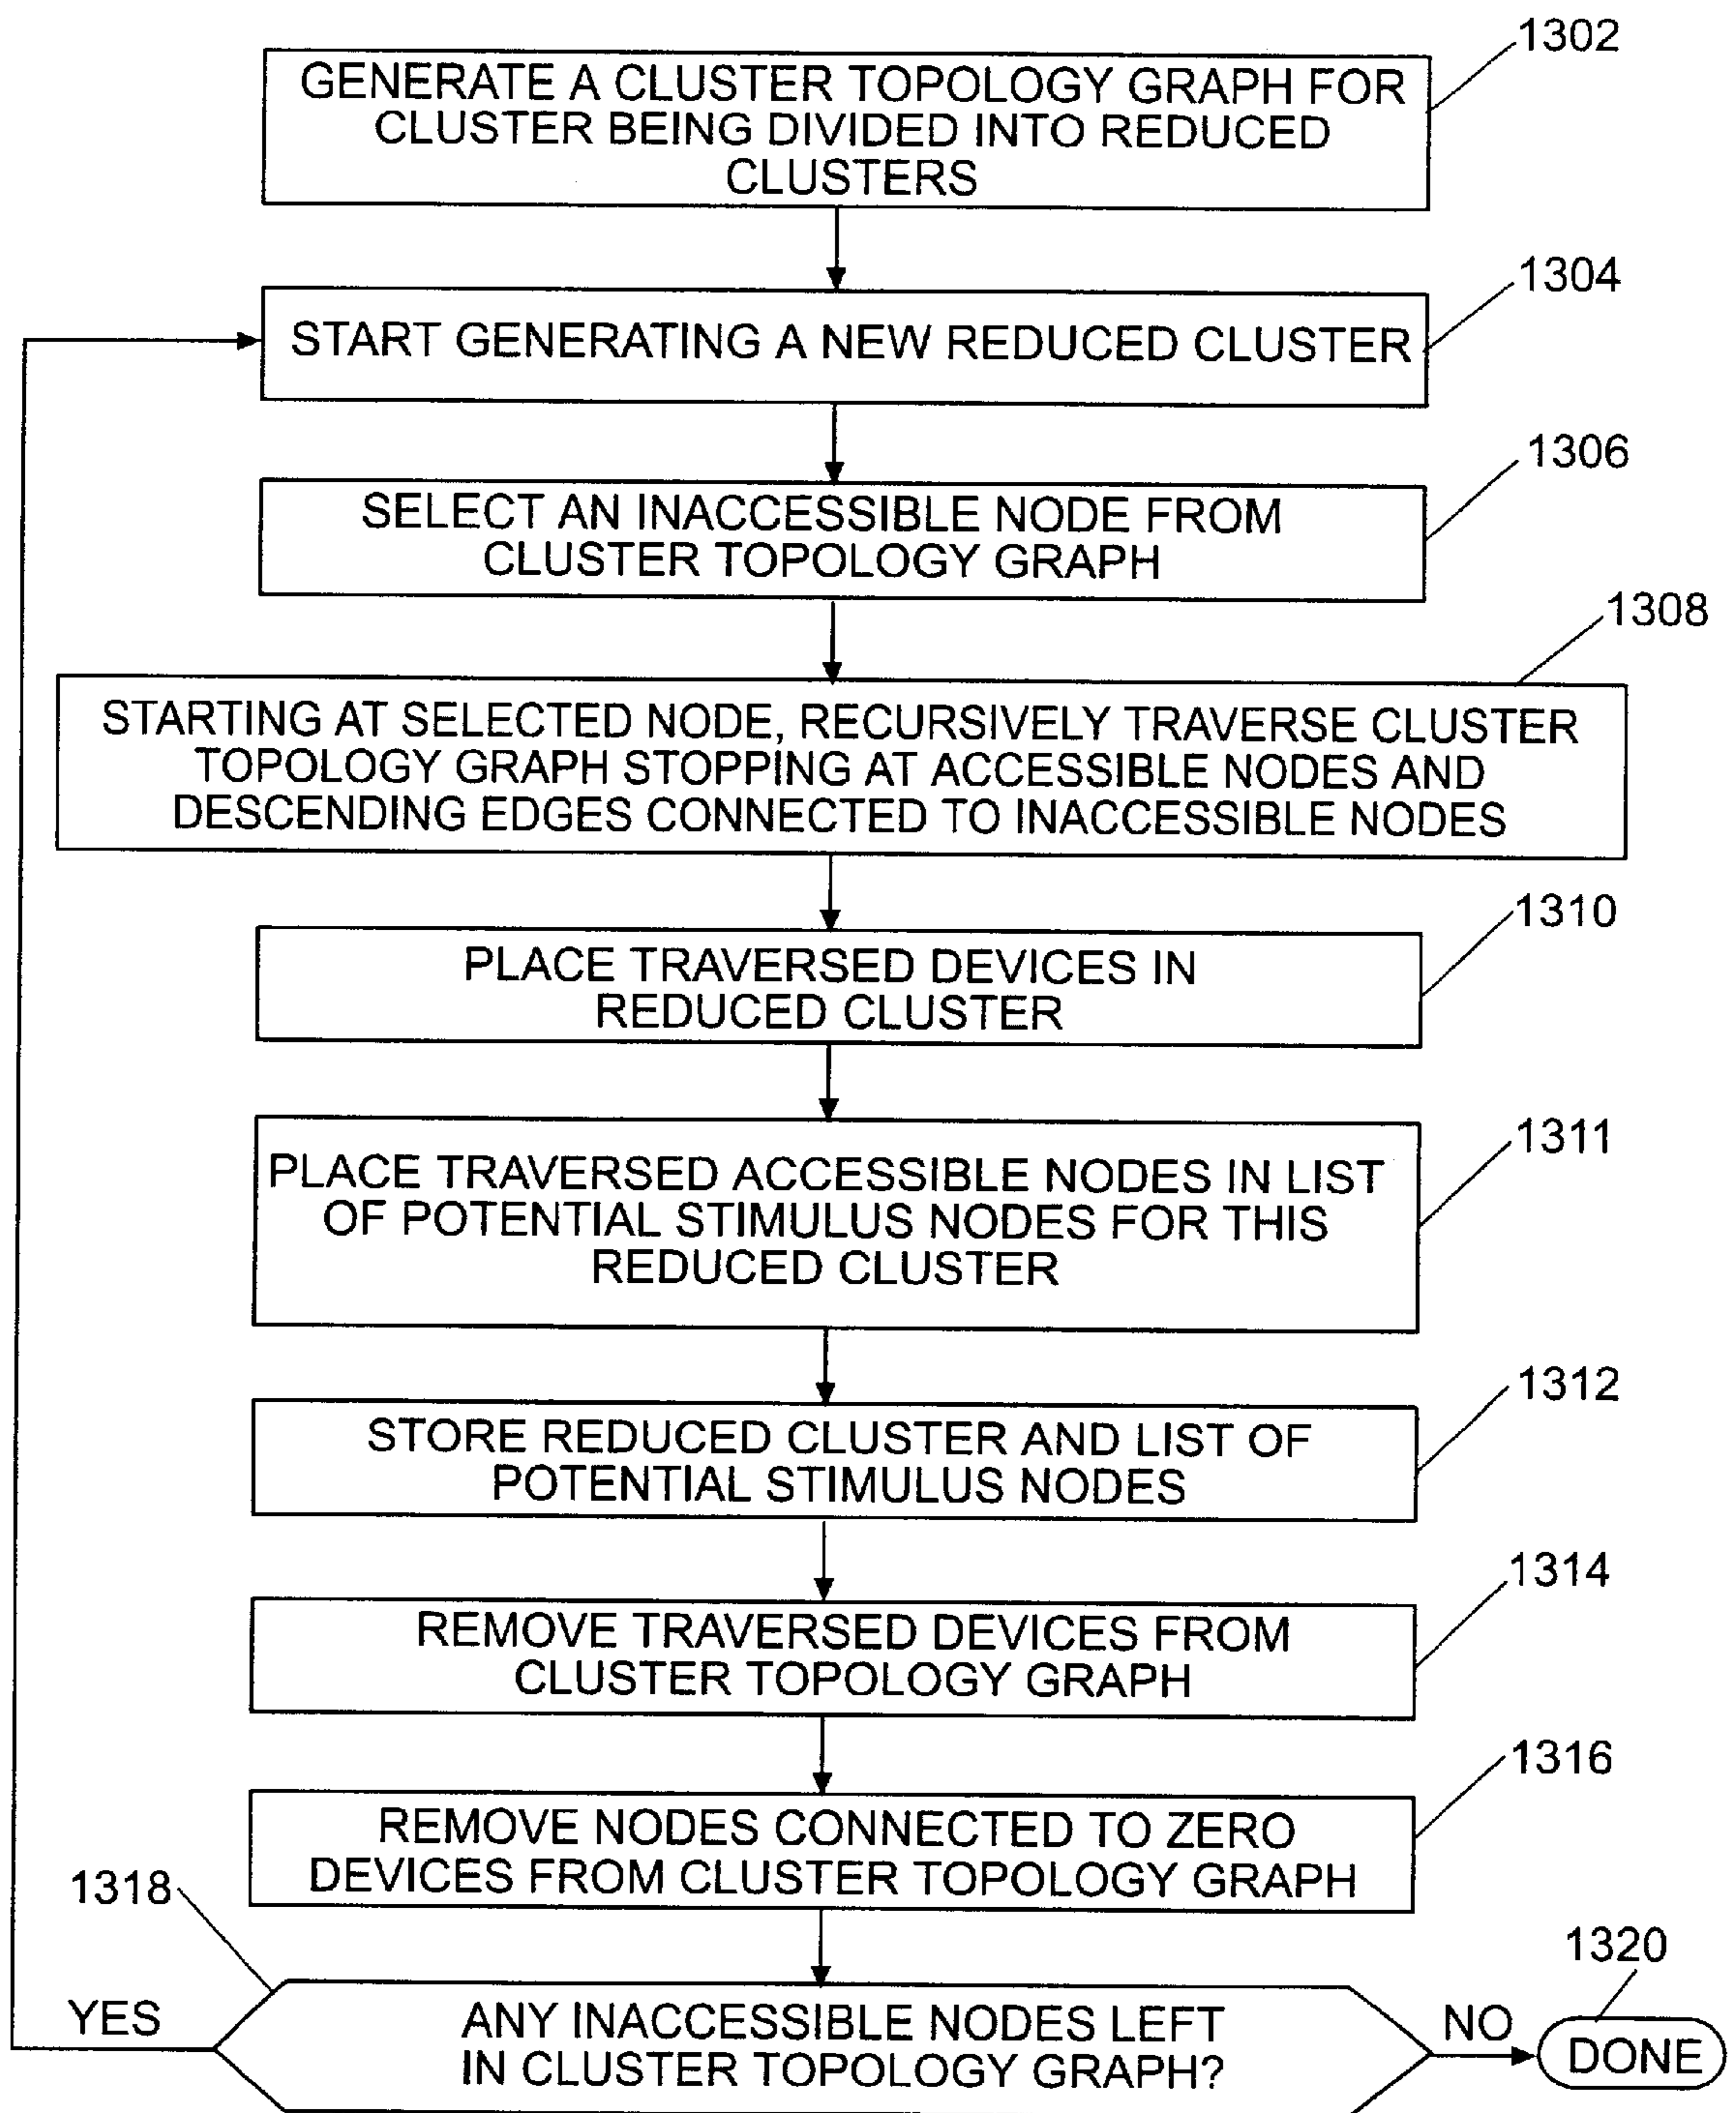 1302
GENERATE A CLUSTER TOPOLOGY GRAPH FOR
CLUSTER BEING DIVIDED INTO REDUCED
CLUSTERS
1304
START GENERATING A NEW REDUCED CLUSTER
1306
SELECT AN INACCESSIBLE NODE FROM
CLUSTER TOPOLOGY GRAPH
1308
STARTING AT SELECTED NODE, RECURSIVELY TRAVERSE CLUSTER
TOPOLOGY GRAPH STOPPING AT ACCESSIBLE NODES AND
DESCENDING EDGES CONNECTED TO INACCESSIBLE NODES
1310
PLACE TRAVERSED DEVICES IN
REDUCED CLUSTER
1311
PLACE TRAVERSED ACCESSIBLE NODES IN LIST
OF POTENTIAL STIMULUS NODES FOR THIS
REDUCED CLUSTER
1312
STORE REDUCED CLUSTER AND LIST OF
POTENTIAL STIMULUS NODES
1314
REMOVE TRAVERSED DEVICES FROM
CLUSTER TOPOLOGY GRAPH
1316
REMOVE NODES CONNECTED TO ZERO
DEVICES FROM CLUSTER TOPOLOGY GRAPH
1318
ANY INACCESSIBLE NODES LEFT
IN CLUSTER TOPOLOGY GRAPH?
YES
NO
1320
DONE